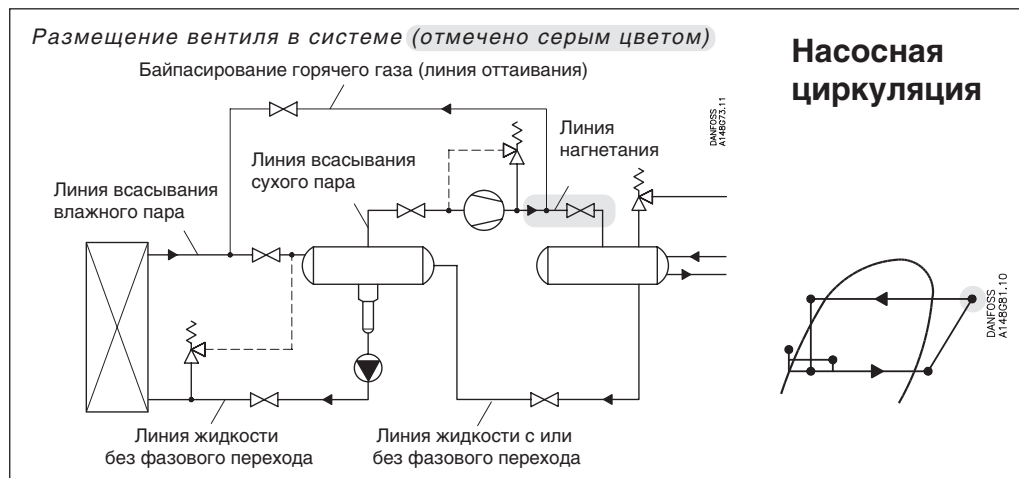 Размещение вентиля в системе (отмечено серым цветом)
Насосная
циркуляция
Байпасирование горячего газа (линия оттаивания)
DANFOSS
A148G73.11
Линия
нагнетания
Линия всасывания
сухого пара
Линия всасывания
влажного пара
DANFOSS
A148G81.10
Линия жидкости
без фазового перехода
Линия жидкости с или
без фазового перехода